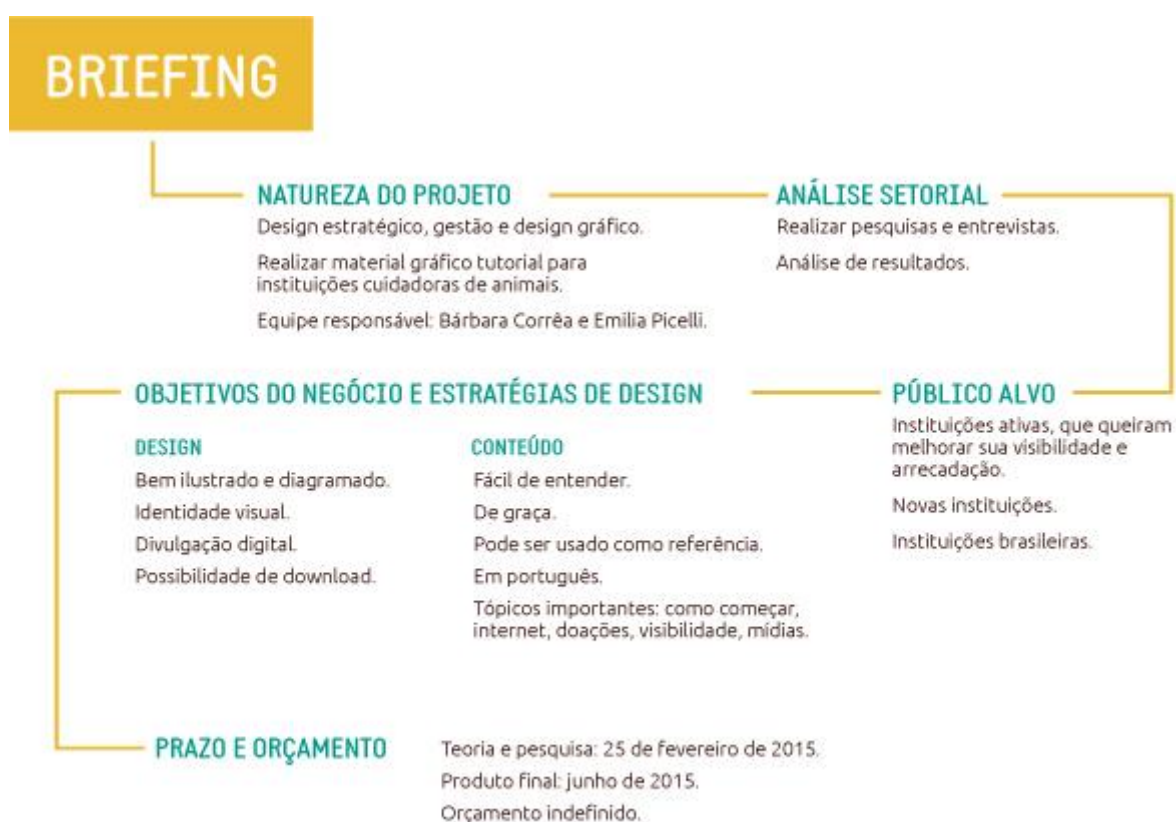 BRIEFING
NATUREZA DO PROJETO
Design estratégico, gestão e design gráfico.
Realizar material gráfico tutorial para
instituições cuidadoras de animais.
Equipe responsável: Bárbara Corrêa e Emilia Picelli.
ANÁLISE SETORIAL
Realizar pesquisas e entrevistas.
Análise de resultados.
PÚBLICO ALVO
Instituições ativas, que queiram
melhorar sua visibilidade e
arrecadação.
Novas instituições.
Instituições brasileiras.
OBJETIVOS DO NEGÓCIO E ESTRATÉGIAS DE DESIGN
DESIGN
Bem ilustrado e diagramado.
Identidade visual.
Divulgação digital.
Possibilidade de download.
CONTEÚDO
Fácil de entender.
De graça.
Pode ser usado como referência.
Em português.
Tópicos importantes: como começar,
internet, doações, visibilidade, mídias.
PRAZO E ORÇAMENTO
Teoria e pesquisa: 25 de fevereiro de 2015.
Produto final: junho de 2015.
Orçamento indefinido.